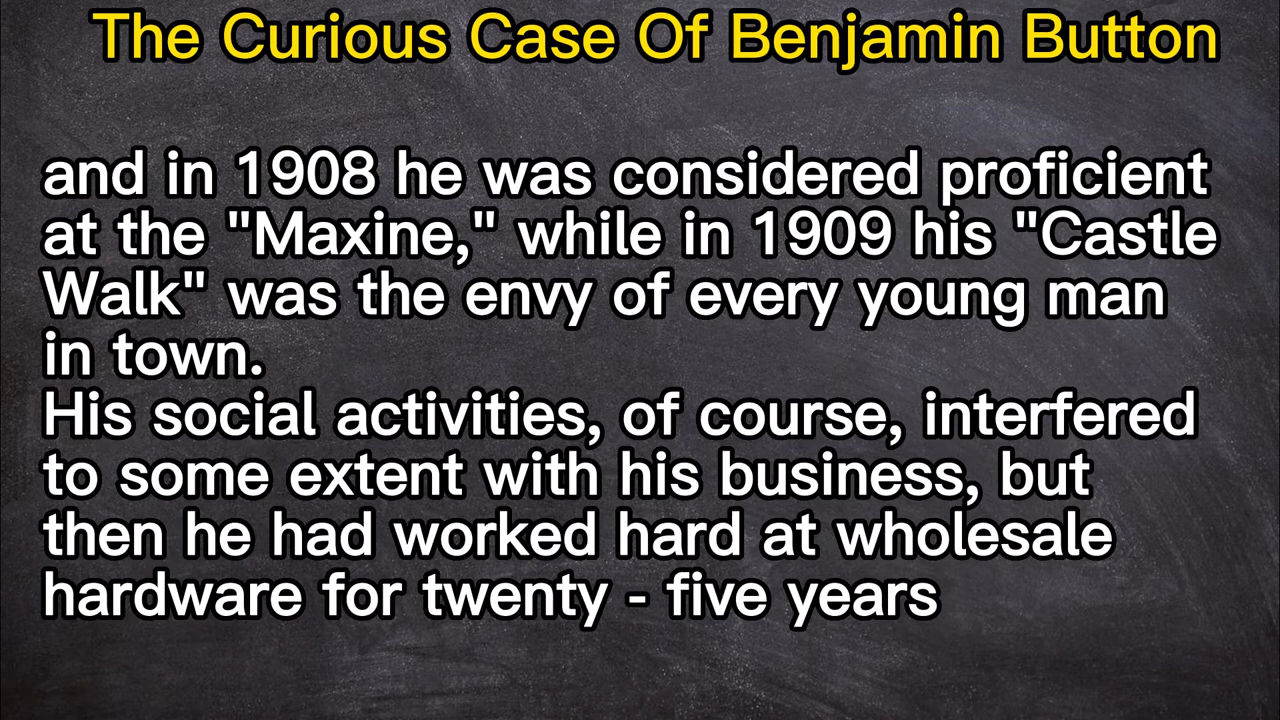 The Curious Case Of Benjamin Button
and in 1908 he was considered proficient
at the "Maxine," while in 1909 his "Castle
Walk" was the envy of every young man
in town.
His social activities, of course, interfered
to some extent with his business, but
then he had worked hard at wholesale
hardware for twenty - five years